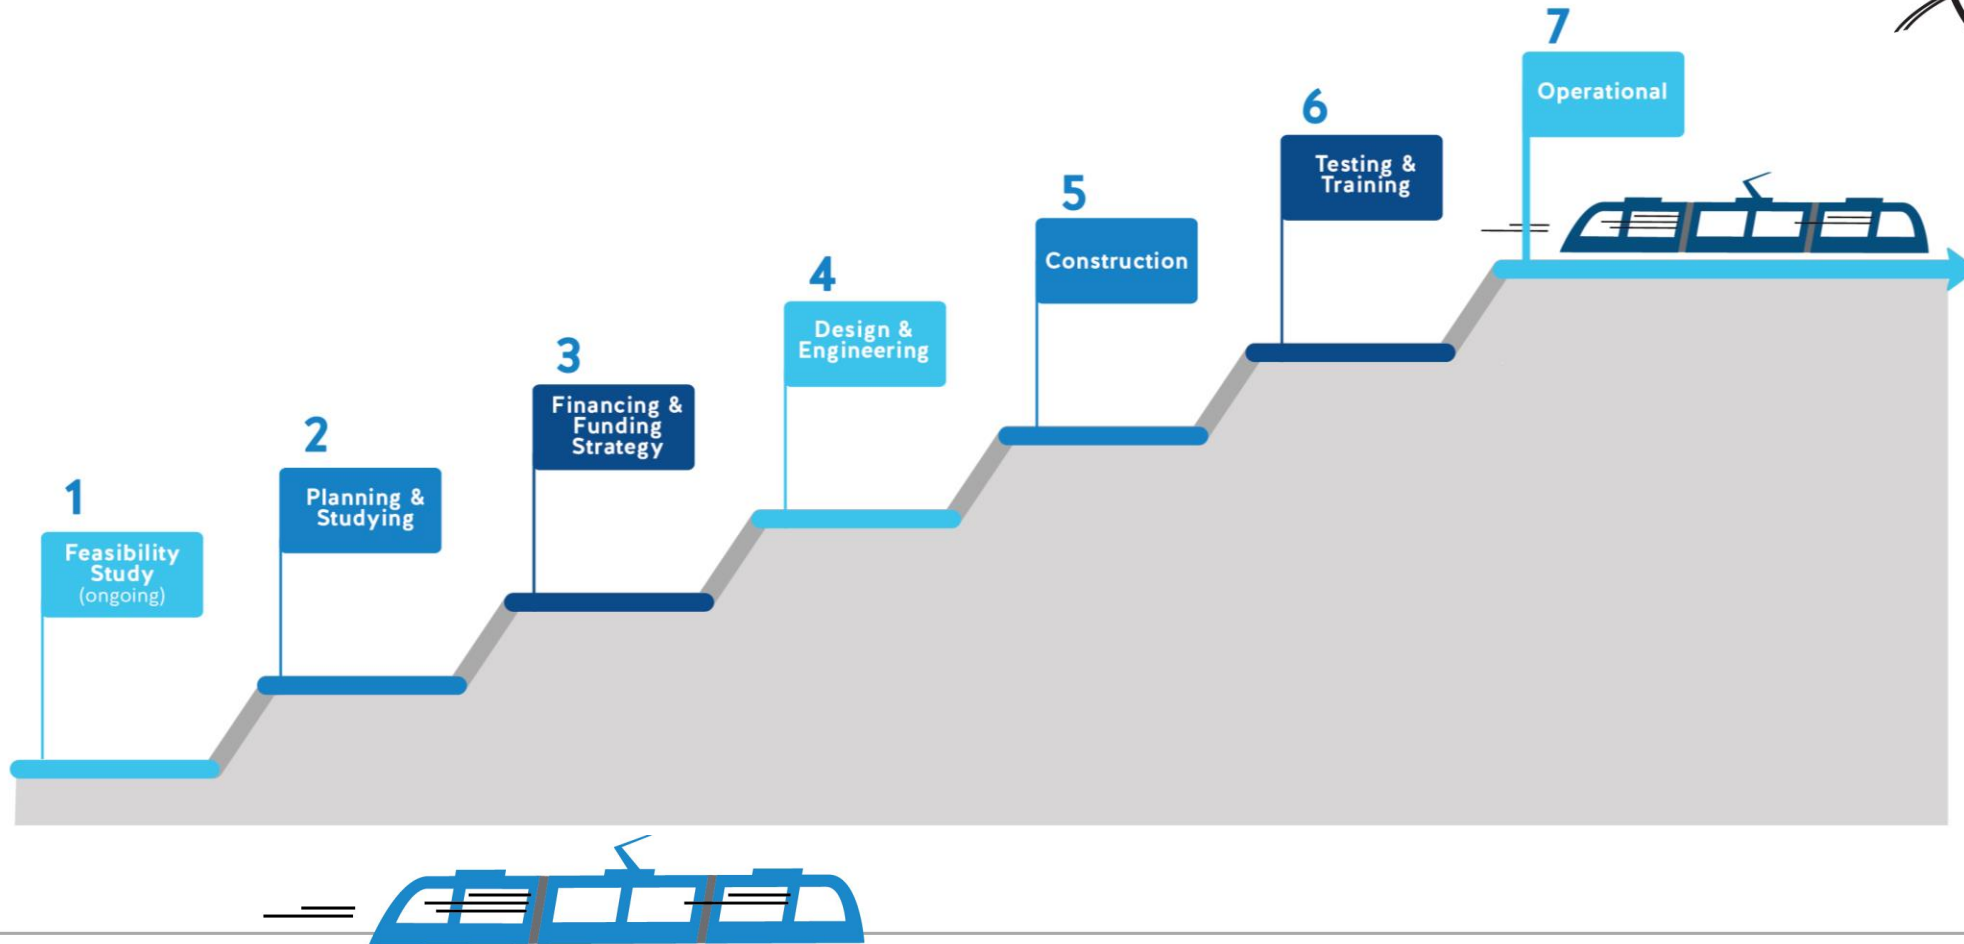 1
Feasibility
Study
(ongoing)
2
Planning &
Studying
3
Financing &
Funding
Strategy
4
Design &
Engineering
5
Construction
6
Testing &
Training
7
Operational